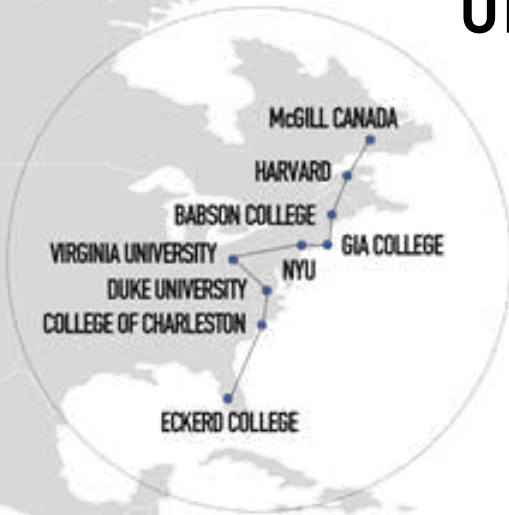 McGILL CANADA
HARVARD
BABSON COLLEGE
GIA COLLEGE
VIRGINIA UNIVERSITY
NYU
DUKE UNIVERSITY
COLLEGE OF CHARLESTON
ECKERD COLLEGE